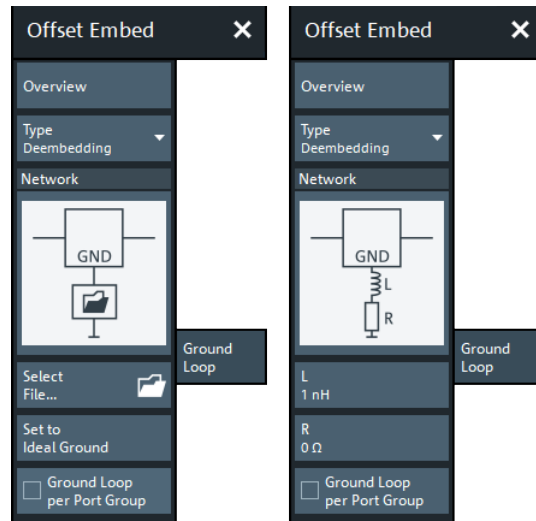 Offset Embed
Overview
Type
Deembedding
Network
GND
Select
File...
Set to
Ideal Ground
Ground Loop
per Port Group
Ground
Loop
Offset Embed
Overview
Type
Deembedding
Network
GND
L
R
L
1 nH
R
0 Ω
Ground Loop
per Port Group
Ground
Loop